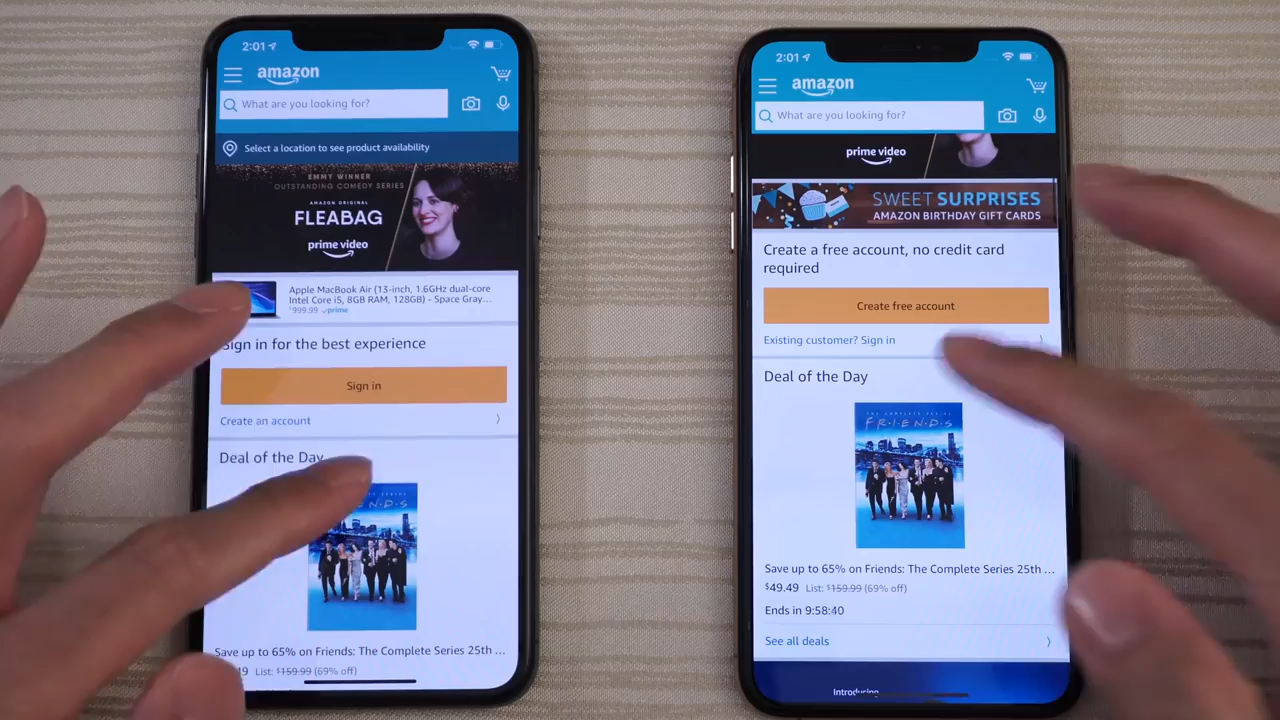 2:01
amazon
What are you looking for?
Select a location to see product availability
EMMY WINNER
OUTSTANDING COMEDY SERIES
AMAZON ORIGINAL
FLEABAG
prime video
Apple MacBook Air (13-inch, 1.6GHz dual-core
Intel Core i5, 8GB RAM, 128GB) - Space Gray...
$999.99 prime
Sign in for the best experience
Sign in
Create an account
Deal of the Day
Save up to 65% on Friends: The Complete Series 25th ...
List: $159.99 (69% off)
2:01
amazon
What are you looking for?
prime video
SWEET SURPRISES
AMAZON BIRTHDAY GIFT CARDS
Create a free account, no credit card
required
Create free account
Existing customer? Sign in
Deal of the Day
F·R·I·E·N·D·S
Save up to 65% on Friends: The Complete Series 25th ...
$49.49 List: $159.99 (69% off)
Ends in 9:58:40
See all deals
Introducing